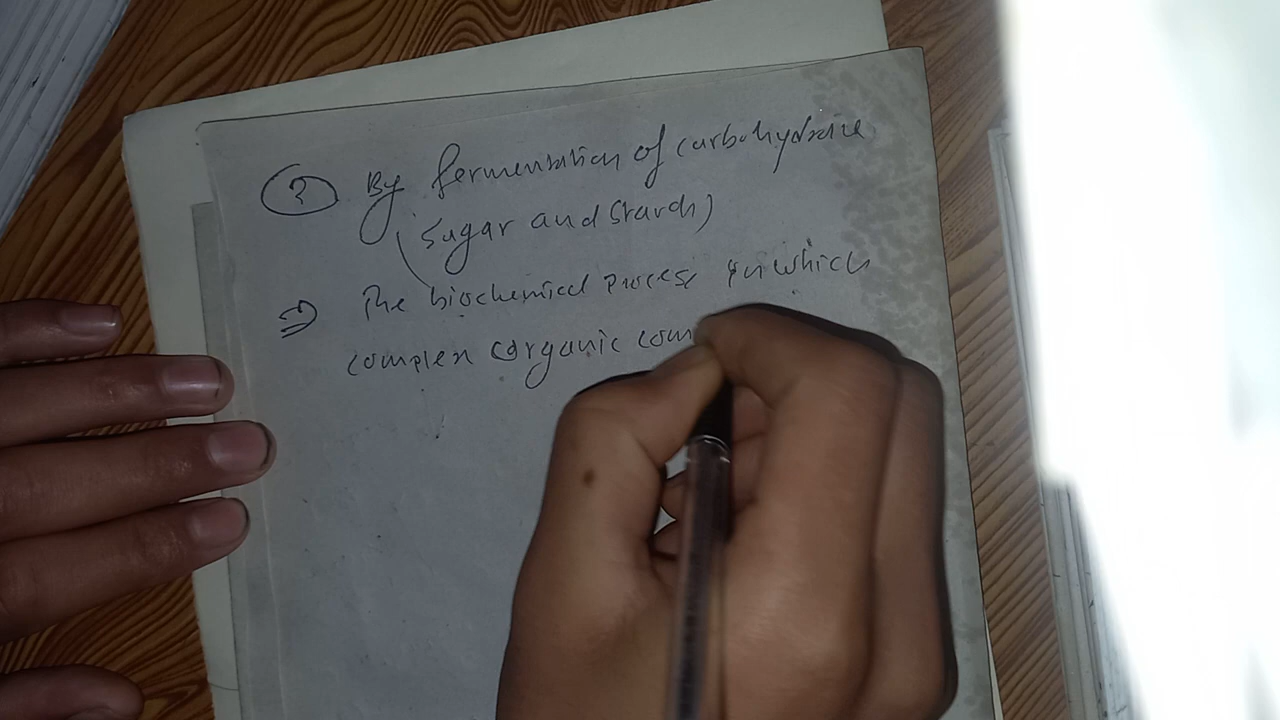 ? By fermentation of carbohydrate
(Sugar and Starch)
⇒ The biochemical process in which
complex organic com